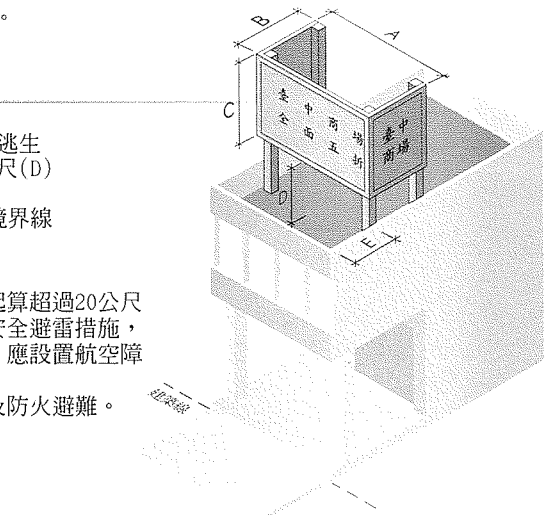 。
B
A
C
臺中商場
全面五折
臺中
商場
逃生
尺(D)
D
境界線
E
起算超過20公尺
安全避雷措施，
應設置航空障
及防火避難。
建築線